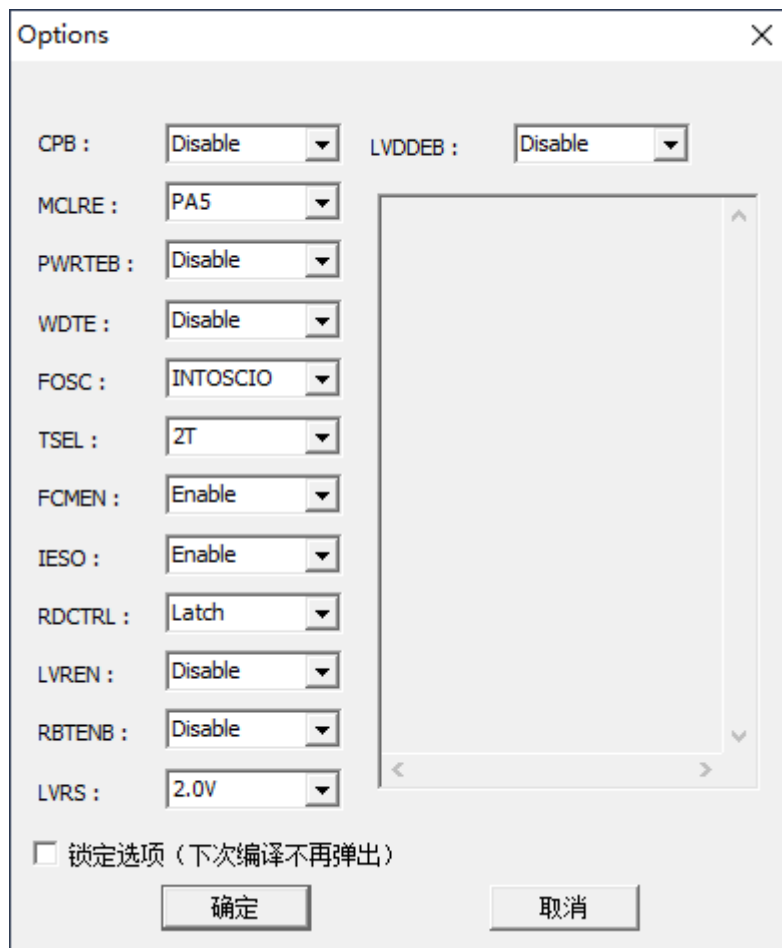 Options
CPB : Disable LVDDEB : Disable
MCLRE : PA5
PWRTEB : Disable
WDTE : Disable
FOSC : INTOSCIO
TSEL : 2T
FCMEN : Enable
IESO : Enable
RDCTRL : Latch
LVREN : Disable
RBTENB : Disable
LVRS : 2.0V
锁定选项（下次编译不再弹出）
确定 取消